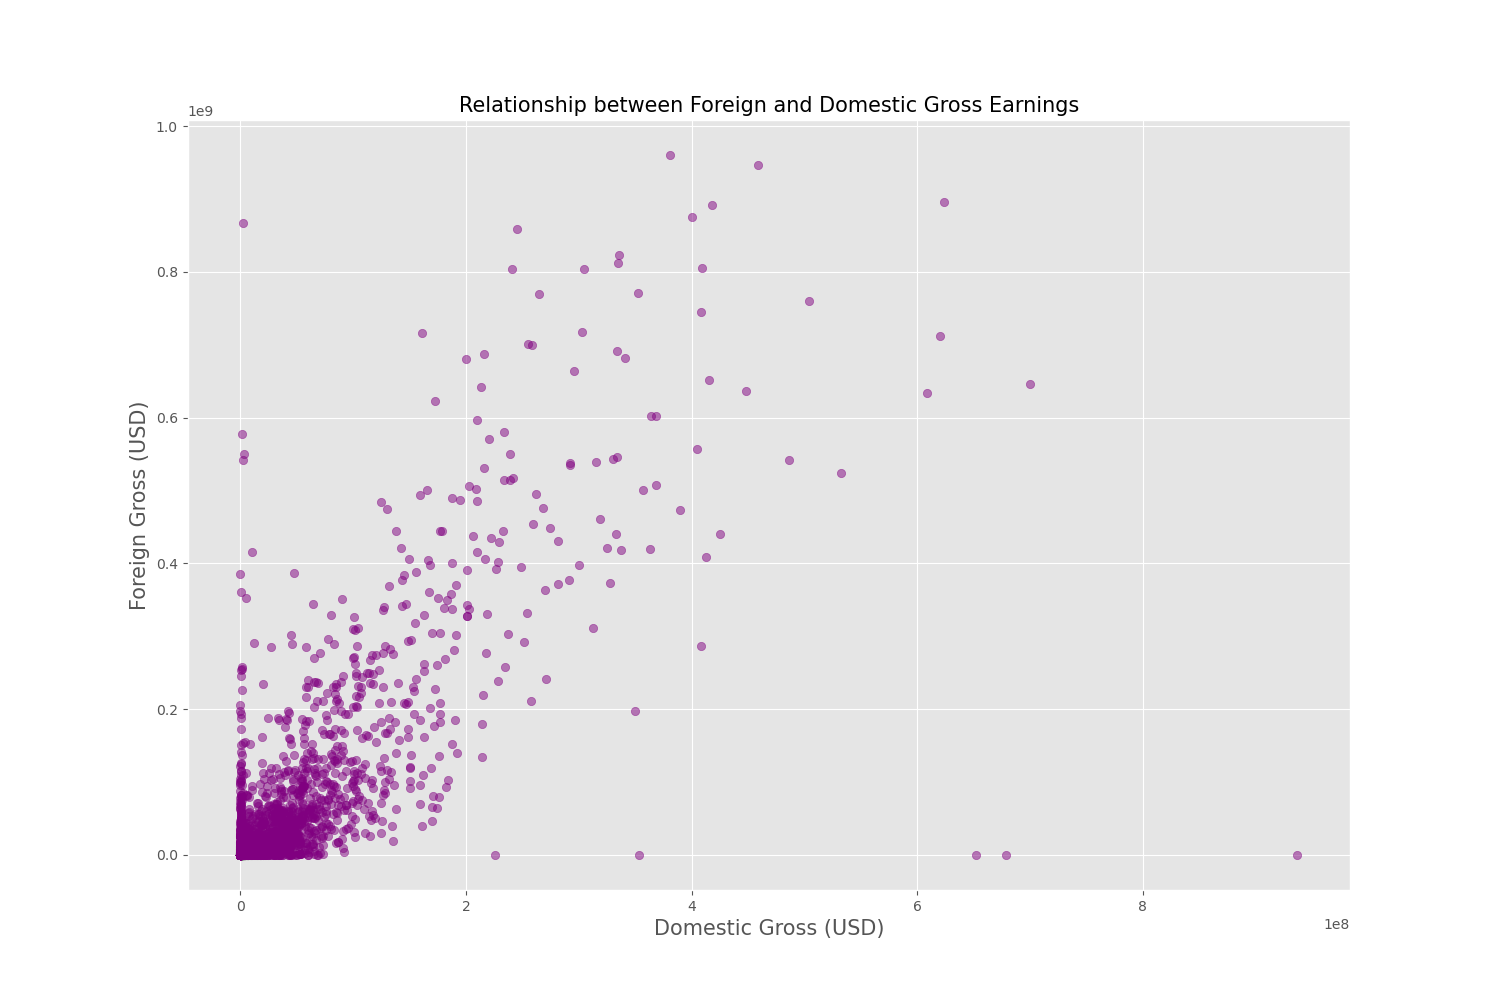 Relationship between Foreign and Domestic Gross Earnings
1e9
1.0
0.8
0.6
0.4
0.2
0.0
Foreign Gross (USD)
0 2 4 6 8
1e8
Domestic Gross (USD)